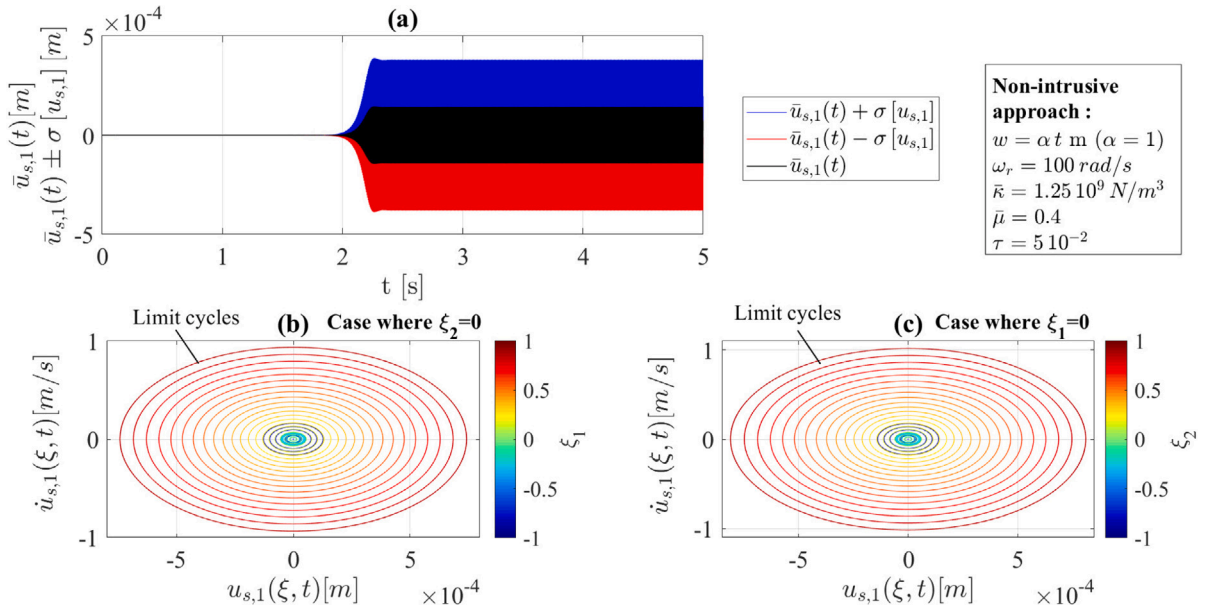 ×10⁻⁴
(a)
5
0
-5
0
1
2
3
4
5
t [s]
ū_{s,1}(t)[m]
ū_{s,1}(t) ± σ [u_{s,1}] [m]
ū_{s,1}(t) + σ [u_{s,1}]
ū_{s,1}(t) − σ [u_{s,1}]
ū_{s,1}(t)
Non-intrusive
approach :
w = α t m (α = 1)
ω_r = 100 rad/s
κ̄ = 1.25 10⁹ N/m³
μ̄ = 0.4
τ = 5 10⁻²
Limit cycles
(b) Case where ξ₂=0
1
0
-1
u̇_{s,1}(ξ, t)[m/s]
-5
0
5
×10⁻⁴
u_{s,1}(ξ, t)[m]
1
0.5
0
-0.5
-1
ξ₁
Limit cycles
(c) Case where ξ₁=0
1
0
-1
u̇_{s,1}(ξ, t)[m/s]
-5
0
5
×10⁻⁴
u_{s,1}(ξ, t)[m]
1
0.5
0
-0.5
-1
ξ₂